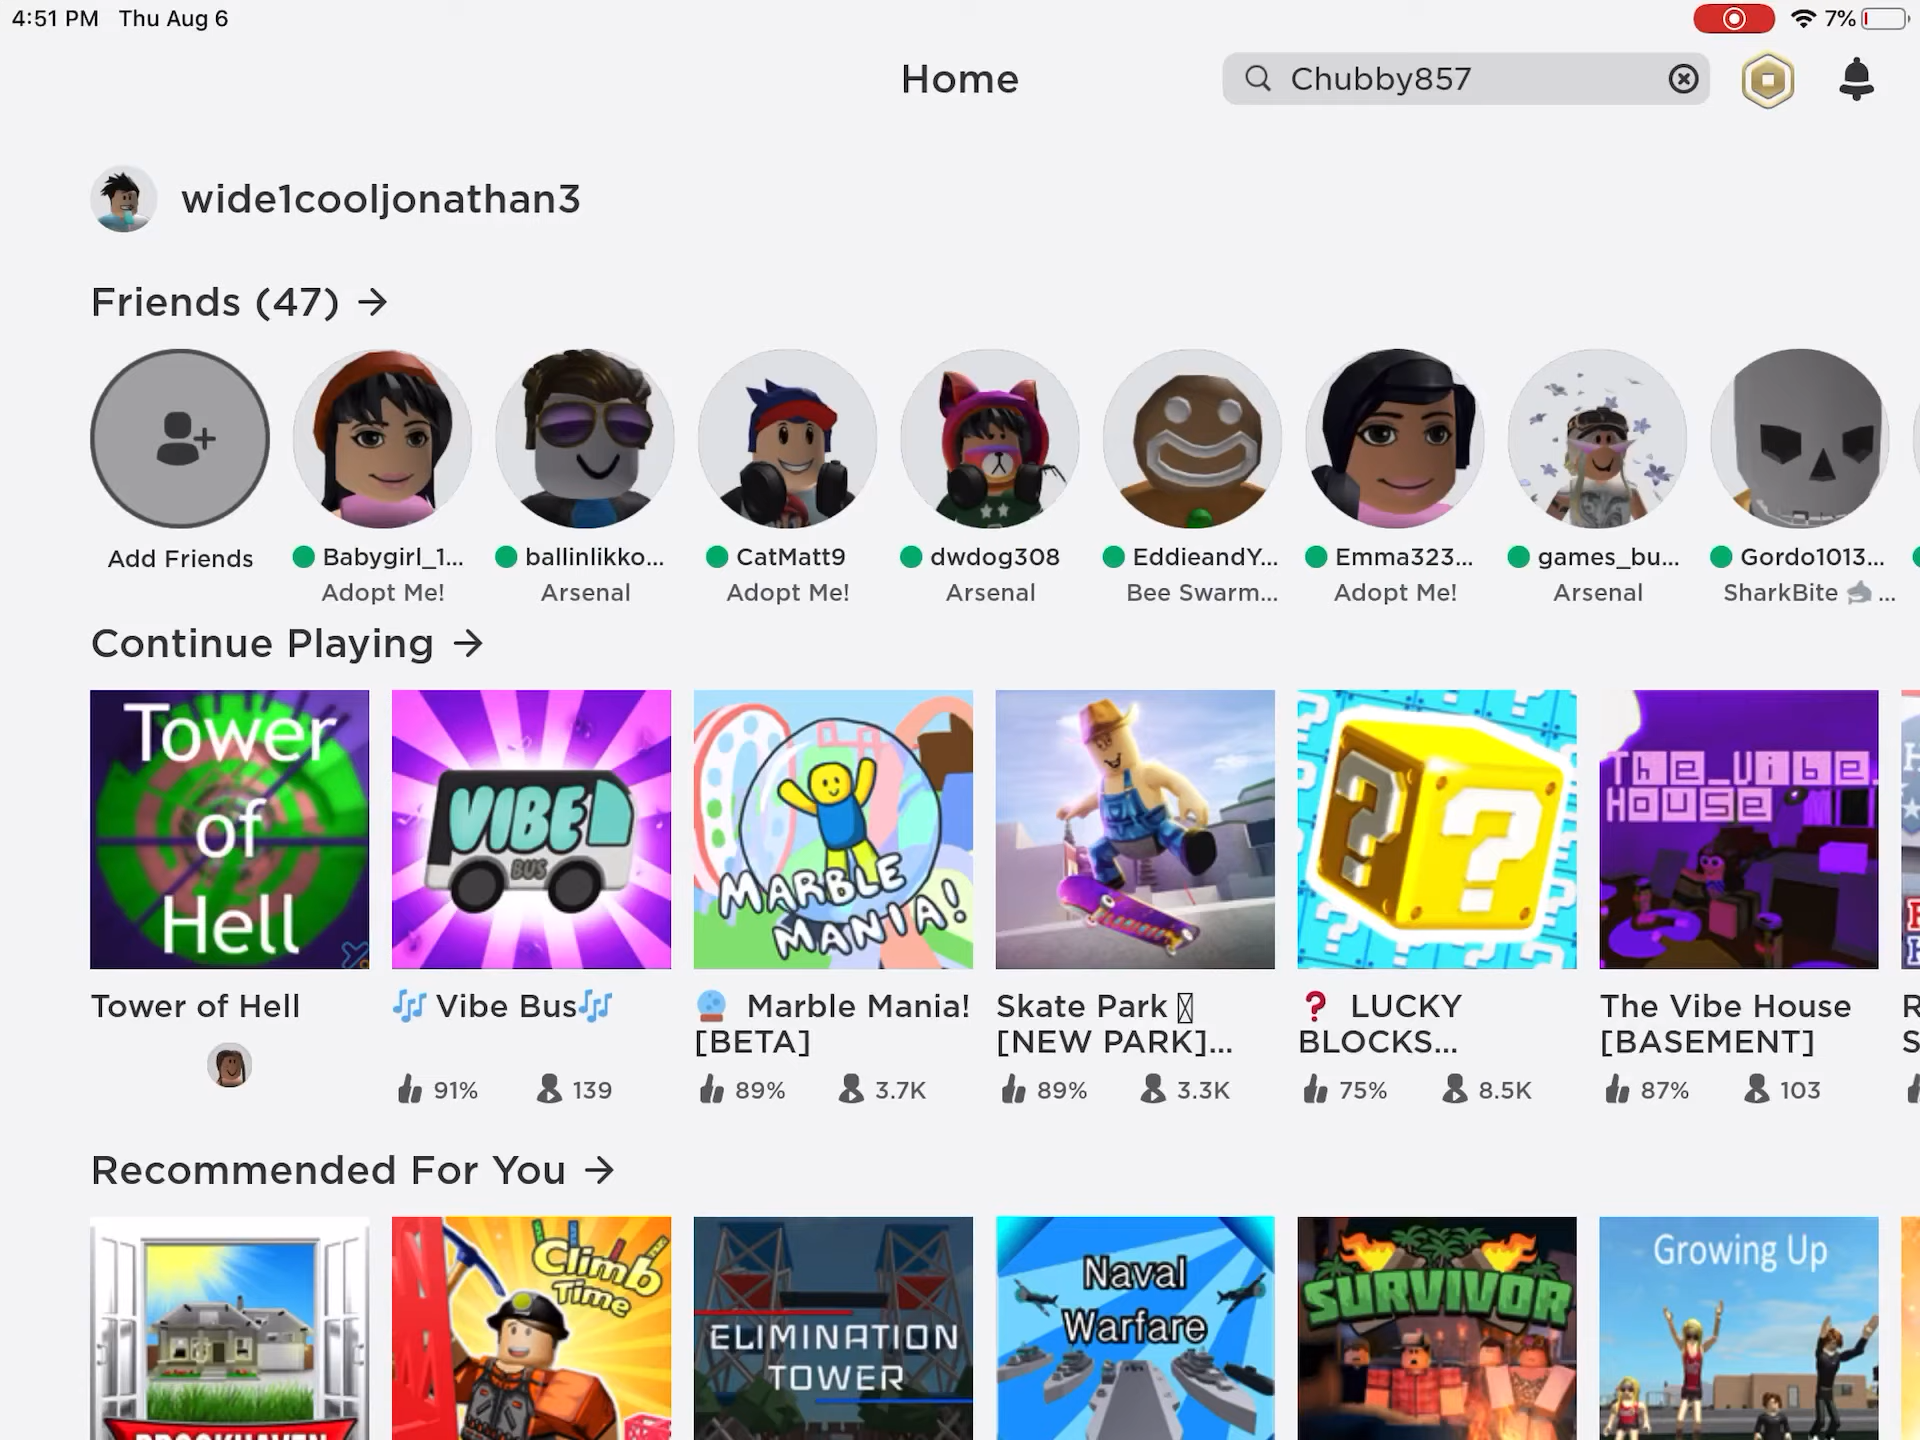 4:51 PM Thu Aug 6
7%
Home
Chubby857
wide1cooljonathan3
Friends (47)
Add Friends
Babygirl_1...
ballinlikko...
CatMatt9
dwdog308
EddieandY...
Emma323...
games_bu...
Gordo1013...
Adopt Me!
Arsenal
Adopt Me!
Arsenal
Bee Swarm...
Adopt Me!
Arsenal
SharkBite 🦈 ...
Continue Playing
Tower
of
Hell
VIBE
BUS
MARBLE
MANIA!
The_Vibe
House
Tower of Hell
🎶 Vibe Bus🎶
🔮 Marble Mania!
[BETA]
Skate Park
[NEW PARK]...
❓ LUCKY
BLOCKS...
The Vibe House
[BASEMENT]
91% 139
89% 3.7K
89% 3.3K
75% 8.5K
87% 103
Recommended For You
Climb
Time
ELIMINATION
TOWER
Naval
Warfare
SURVIVOR
Growing Up
BROOKHAVEN